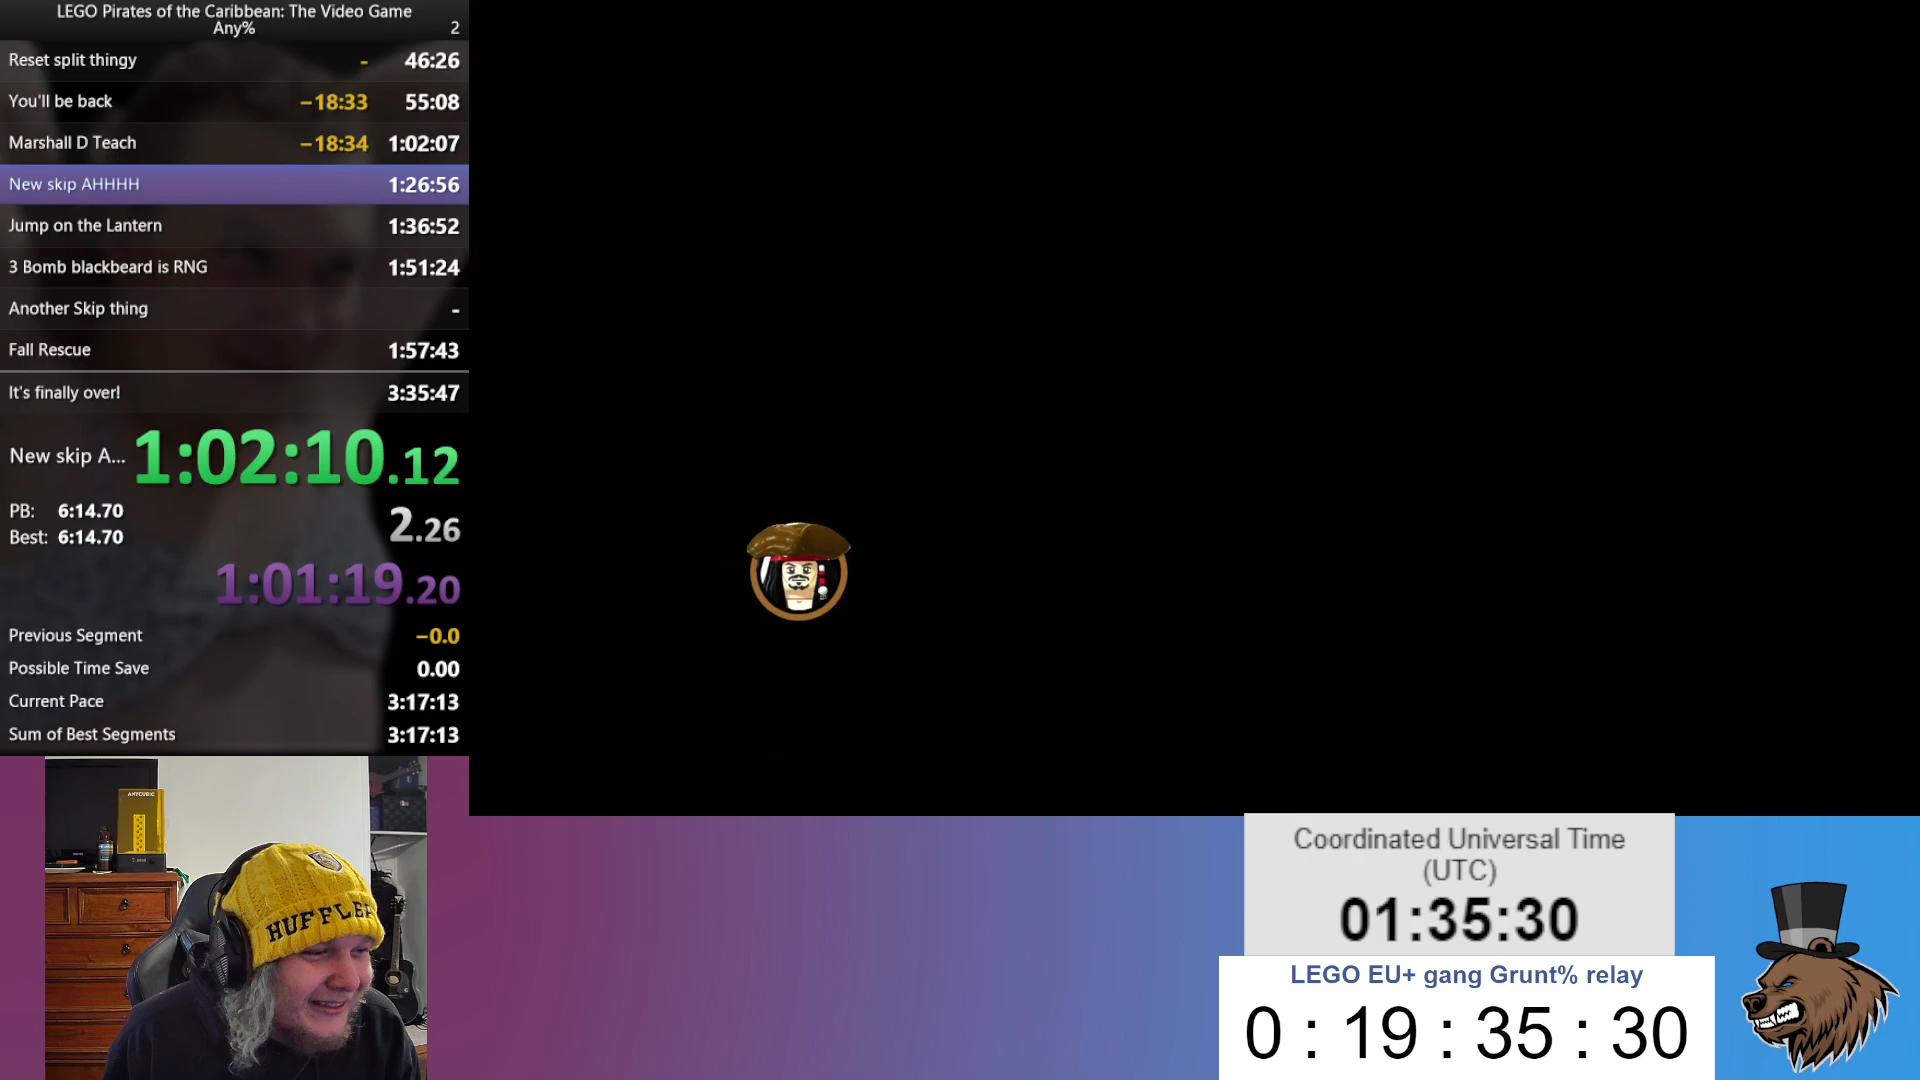 LEGO Pirates of the Caribbean: The Video Game
Any%
2
Reset split thingy - 46:26
You'll be back −18:33 55:08
Marshall D Teach −18:34 1:02:07
New skip AHHHH 1:26:56
Jump on the Lantern 1:36:52
3 Bomb blackbeard is RNG 1:51:24
Another Skip thing -
Fall Rescue 1:57:43
It's finally over! 3:35:47
New skip A... 1:02:10.12
PB: 6:14.70
Best: 6:14.70
2.26
1:01:19.20
Previous Segment −0.0
Possible Time Save 0.00
Current Pace 3:17:13
Sum of Best Segments 3:17:13
ANYCUBIC
HUFFLEP
Coordinated Universal Time
(UTC)
01:35:30
LEGO EU+ gang Grunt% relay
0 : 19 : 35 : 30